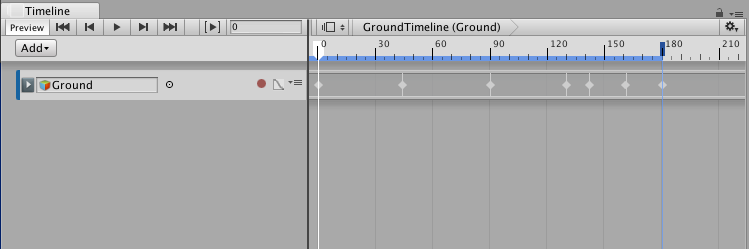 Timeline
Preview
0
GroundTimeline (Ground)
Add
0 30 60 90 120 150 180 210
Ground